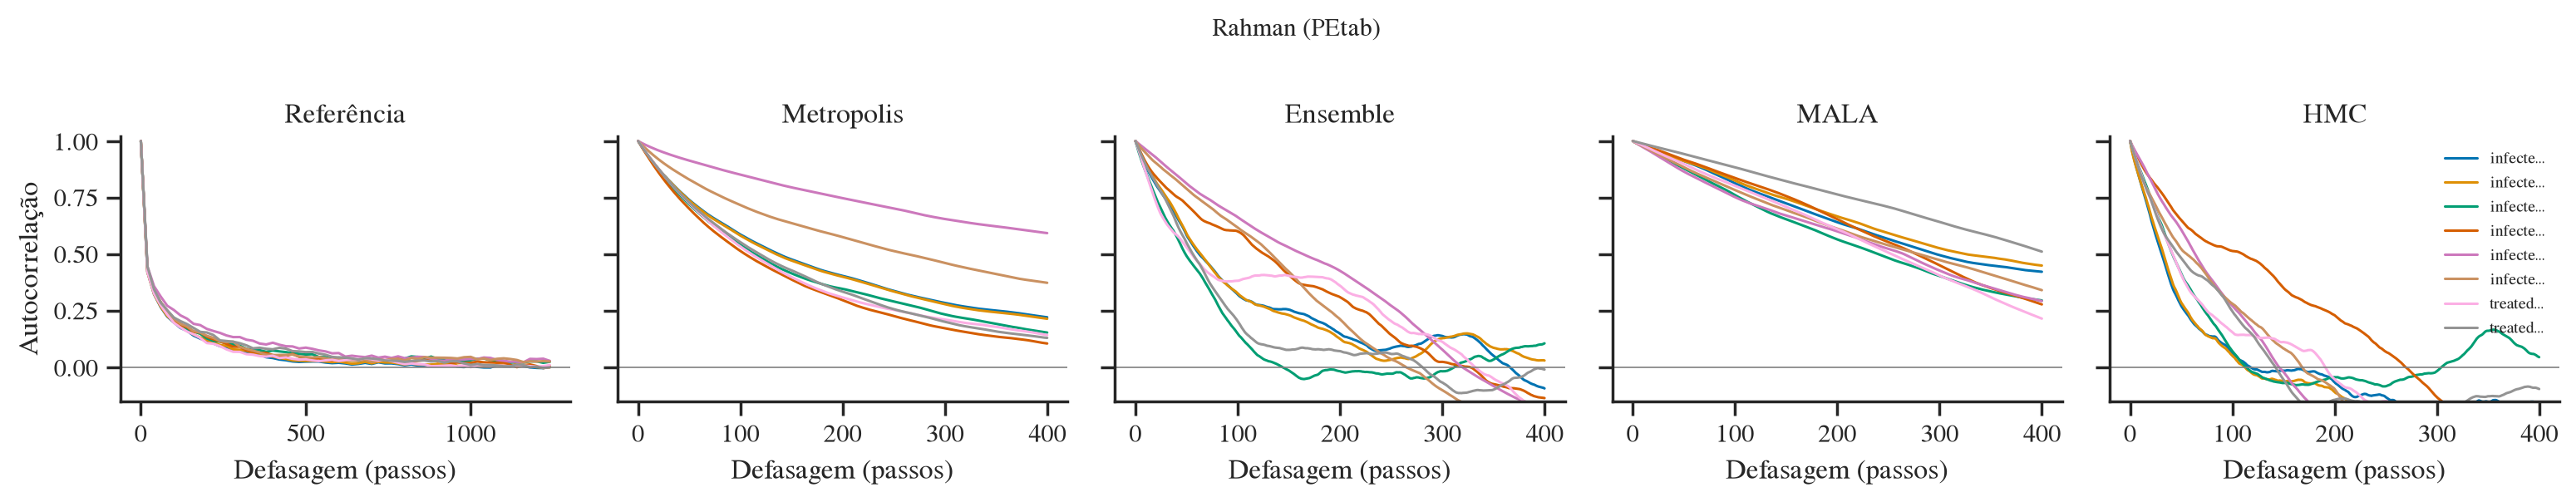 Rahman (PEtab)
Referência
Metropolis
Ensemble
MALA
HMC
Autocorrelação
1.00
0.75
0.50
0.25
0.00
infecte...
infecte...
infecte...
infecte...
infecte...
infecte...
treated...
treated...
0 500 1000
0 100 200 300 400
0 100 200 300 400
0 100 200 300 400
0 100 200 300 400
Defasagem (passos)
Defasagem (passos)
Defasagem (passos)
Defasagem (passos)
Defasagem (passos)